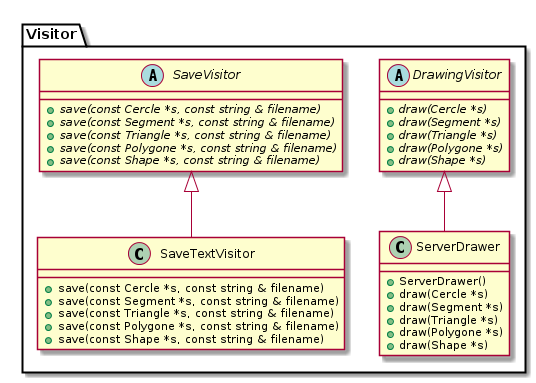 Visitor
A SaveVisitor
save(const Cercle *s, const string & filename)
save(const Segment *s, const string & filename)
save(const Triangle *s, const string & filename)
save(const Polygone *s, const string & filename)
save(const Shape *s, const string & filename)
A DrawingVisitor
draw(Cercle *s)
draw(Segment *s)
draw(Triangle *s)
draw(Polygone *s)
draw(Shape *s)
C SaveTextVisitor
save(const Cercle *s, const string & filename)
save(const Segment *s, const string & filename)
save(const Triangle *s, const string & filename)
save(const Polygone *s, const string & filename)
save(const Shape *s, const string & filename)
C ServerDrawer
ServerDrawer()
draw(Cercle *s)
draw(Segment *s)
draw(Triangle *s)
draw(Polygone *s)
draw(Shape *s)